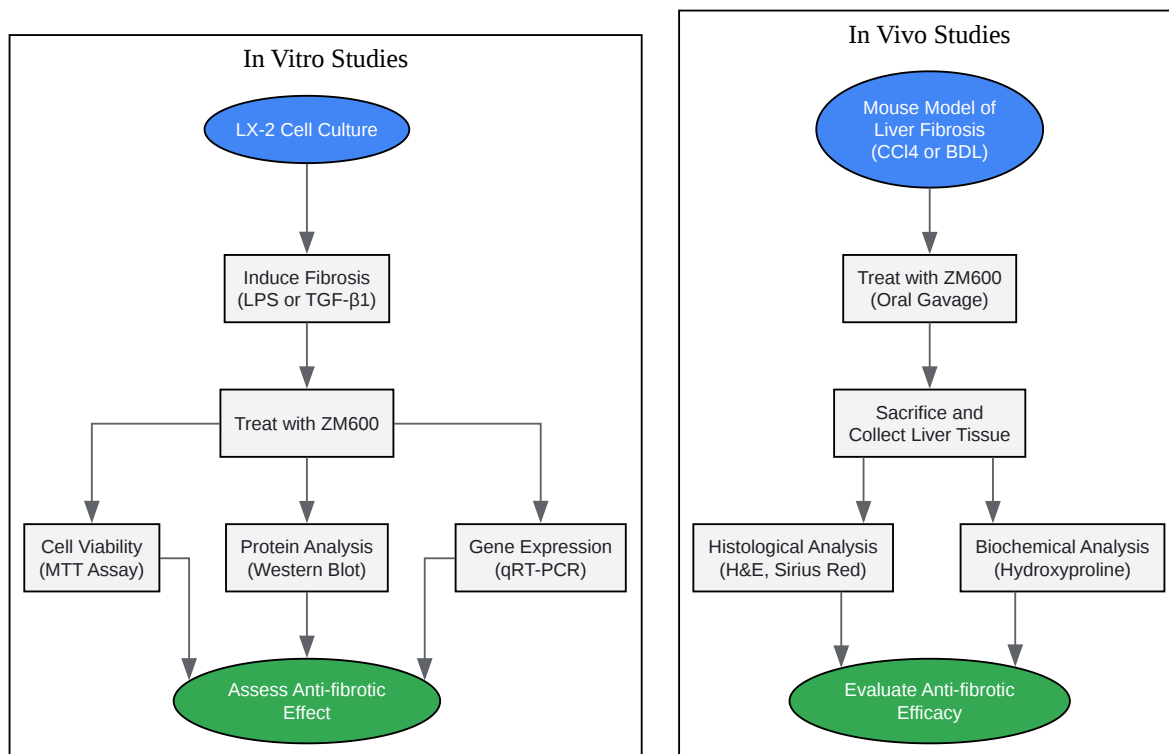 In Vitro Studies
LX-2 Cell Culture
Induce Fibrosis
(LPS or TGF-β1)
Treat with ZM600
Cell Viability
(MTT Assay)
Protein Analysis
(Western Blot)
Gene Expression
(qRT-PCR)
Assess Anti-fibrotic
Effect
In Vivo Studies
Mouse Model of
Liver Fibrosis
(CCl4 or BDL)
Treat with ZM600
(Oral Gavage)
Sacrifice and
Collect Liver Tissue
Histological Analysis
(H&E, Sirius Red)
Biochemical Analysis
(Hydroxyproline)
Evaluate Anti-fibrotic
Efficacy